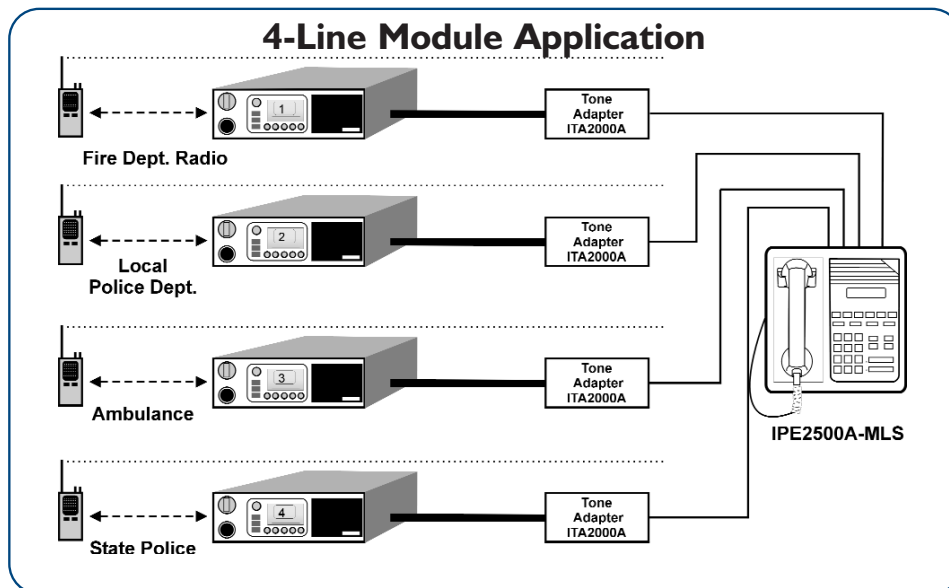 4-Line Module Application
1
Tone
Adapter
ITA2000A
Fire Dept. Radio
2
Tone
Adapter
ITA2000A
Local
Police Dept.
3
Tone
Adapter
ITA2000A
Ambulance
IPE2500A-MLS
4
Tone
Adapter
ITA2000A
State Police